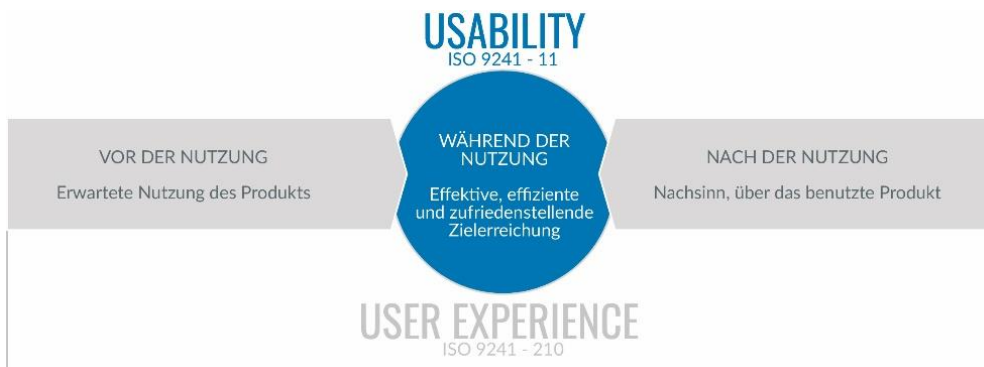 USABILITY
ISO 9241 - 11
VOR DER NUTZUNG
Erwartete Nutzung des Produkts
WÄHREND DER
NUTZUNG
Effektive, effiziente
und zufriedenstellende
Zielerreichung
NACH DER NUTZUNG
Nachsinn, über das benutzte Produkt
USER EXPERIENCE
ISO 9241 - 210